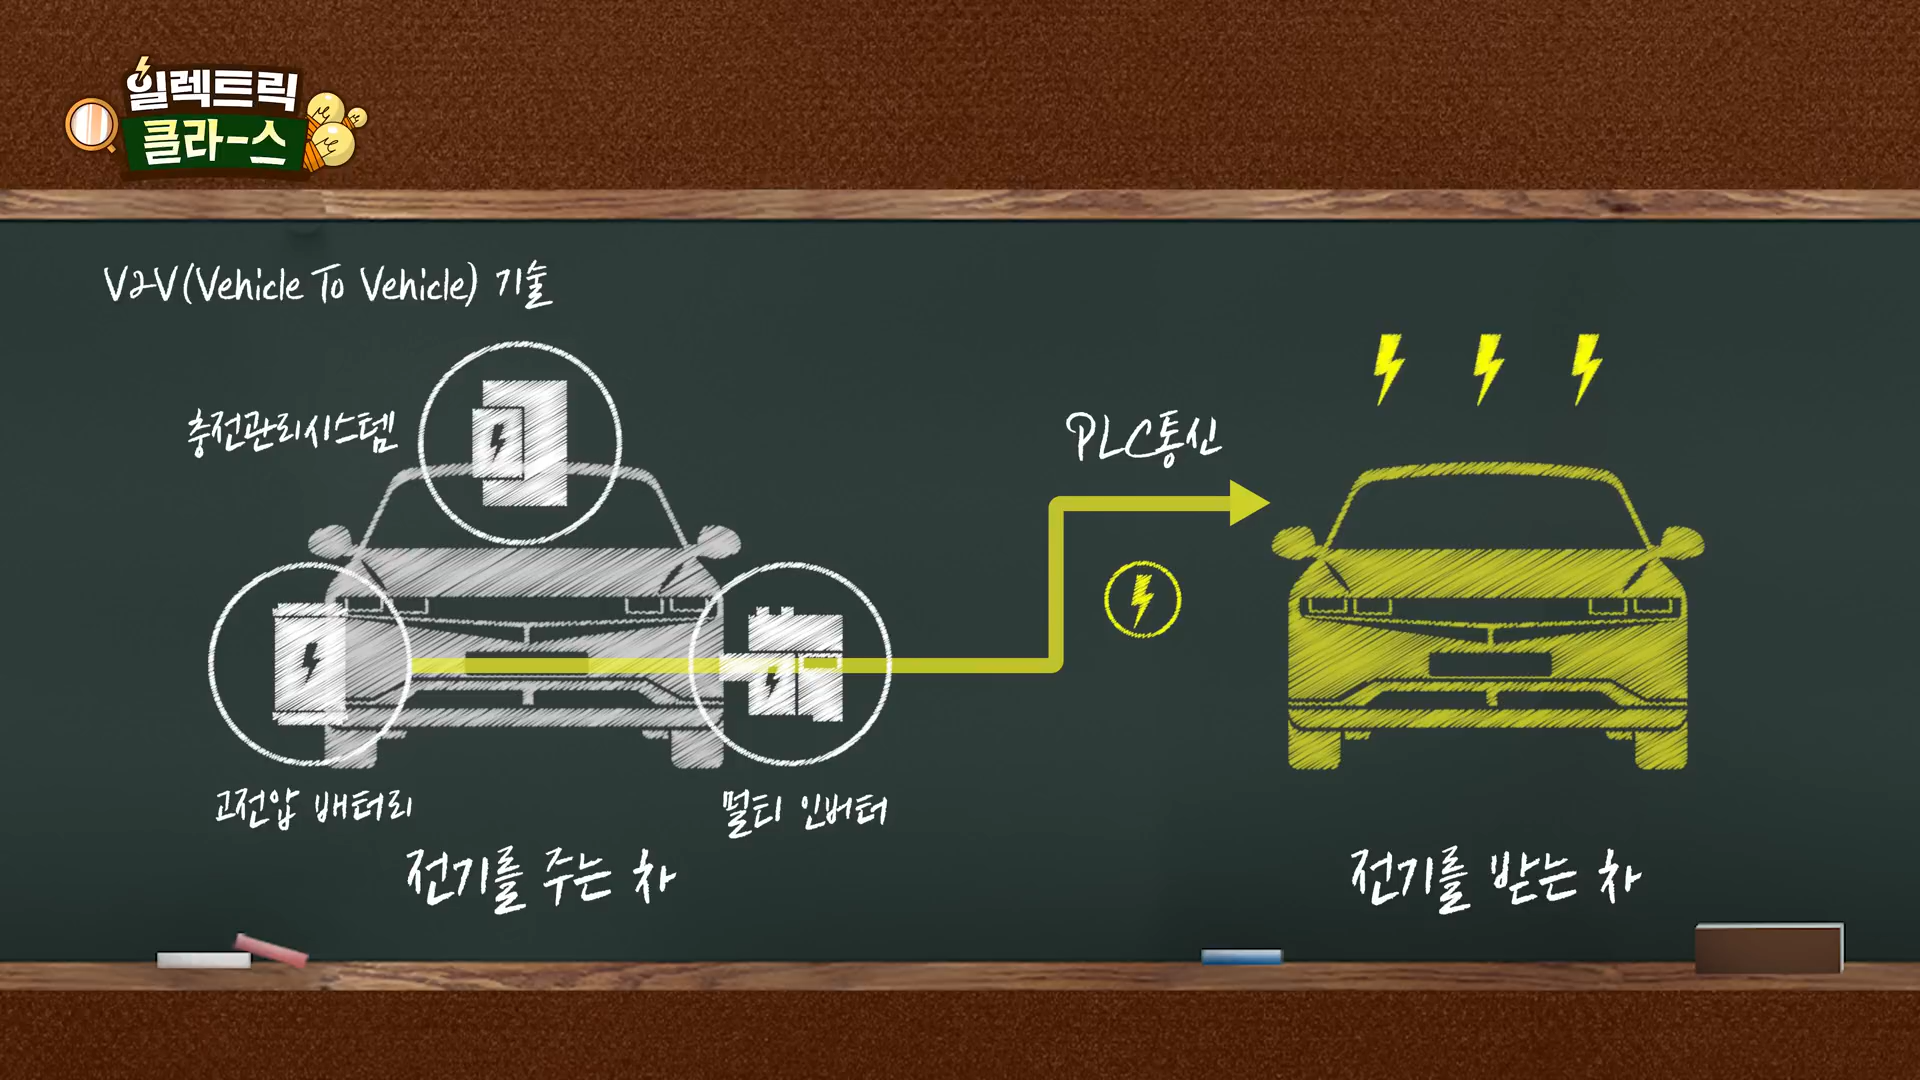 일렉트릭
클라-스
V2V(Vehicle To Vehicle) 기술
충전관리시스템
PLC통신
고전압 배터리
멀티 인버터
전기를 주는 차
전기를 받는 차